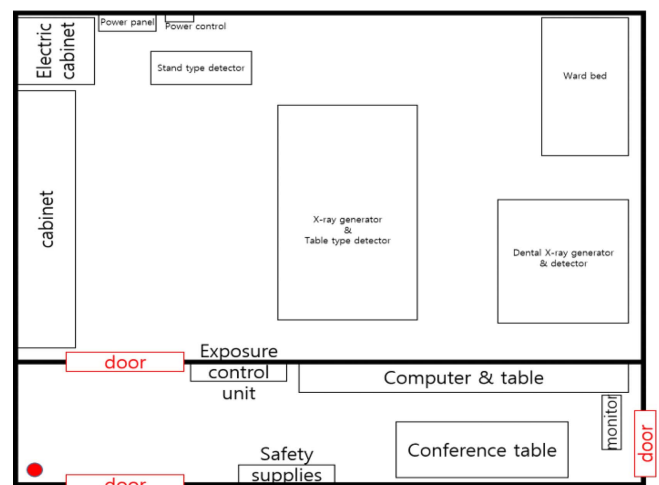 Power panel
Power control
Electric
cabinet
Stand type detector
Ward bed
cabinet
X-ray generator
&
Table type detector
Dental X-ray generator
& detector
door
Exposure
control
unit
Computer & table
monitor
door
Conference table
Safety
supplies
door